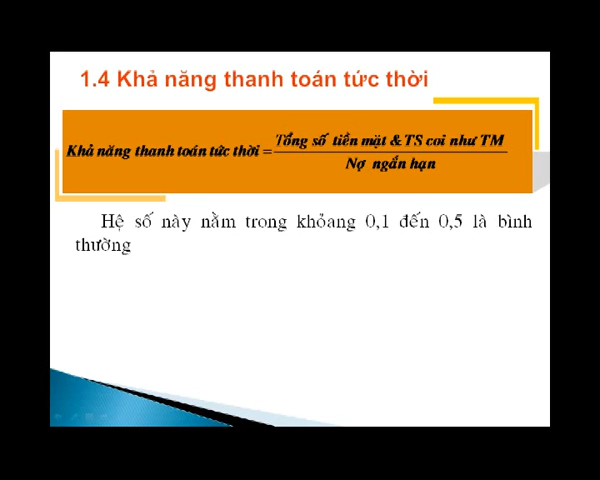 1.4 Khả năng thanh toán tức thời
Khả năng thanh toán tức thời = Tổng số tiền mặt & TS coi như TM
Nợ ngắn hạn
Hệ số này nằm trong khỏang 0,1 đến 0,5 là bình
thường